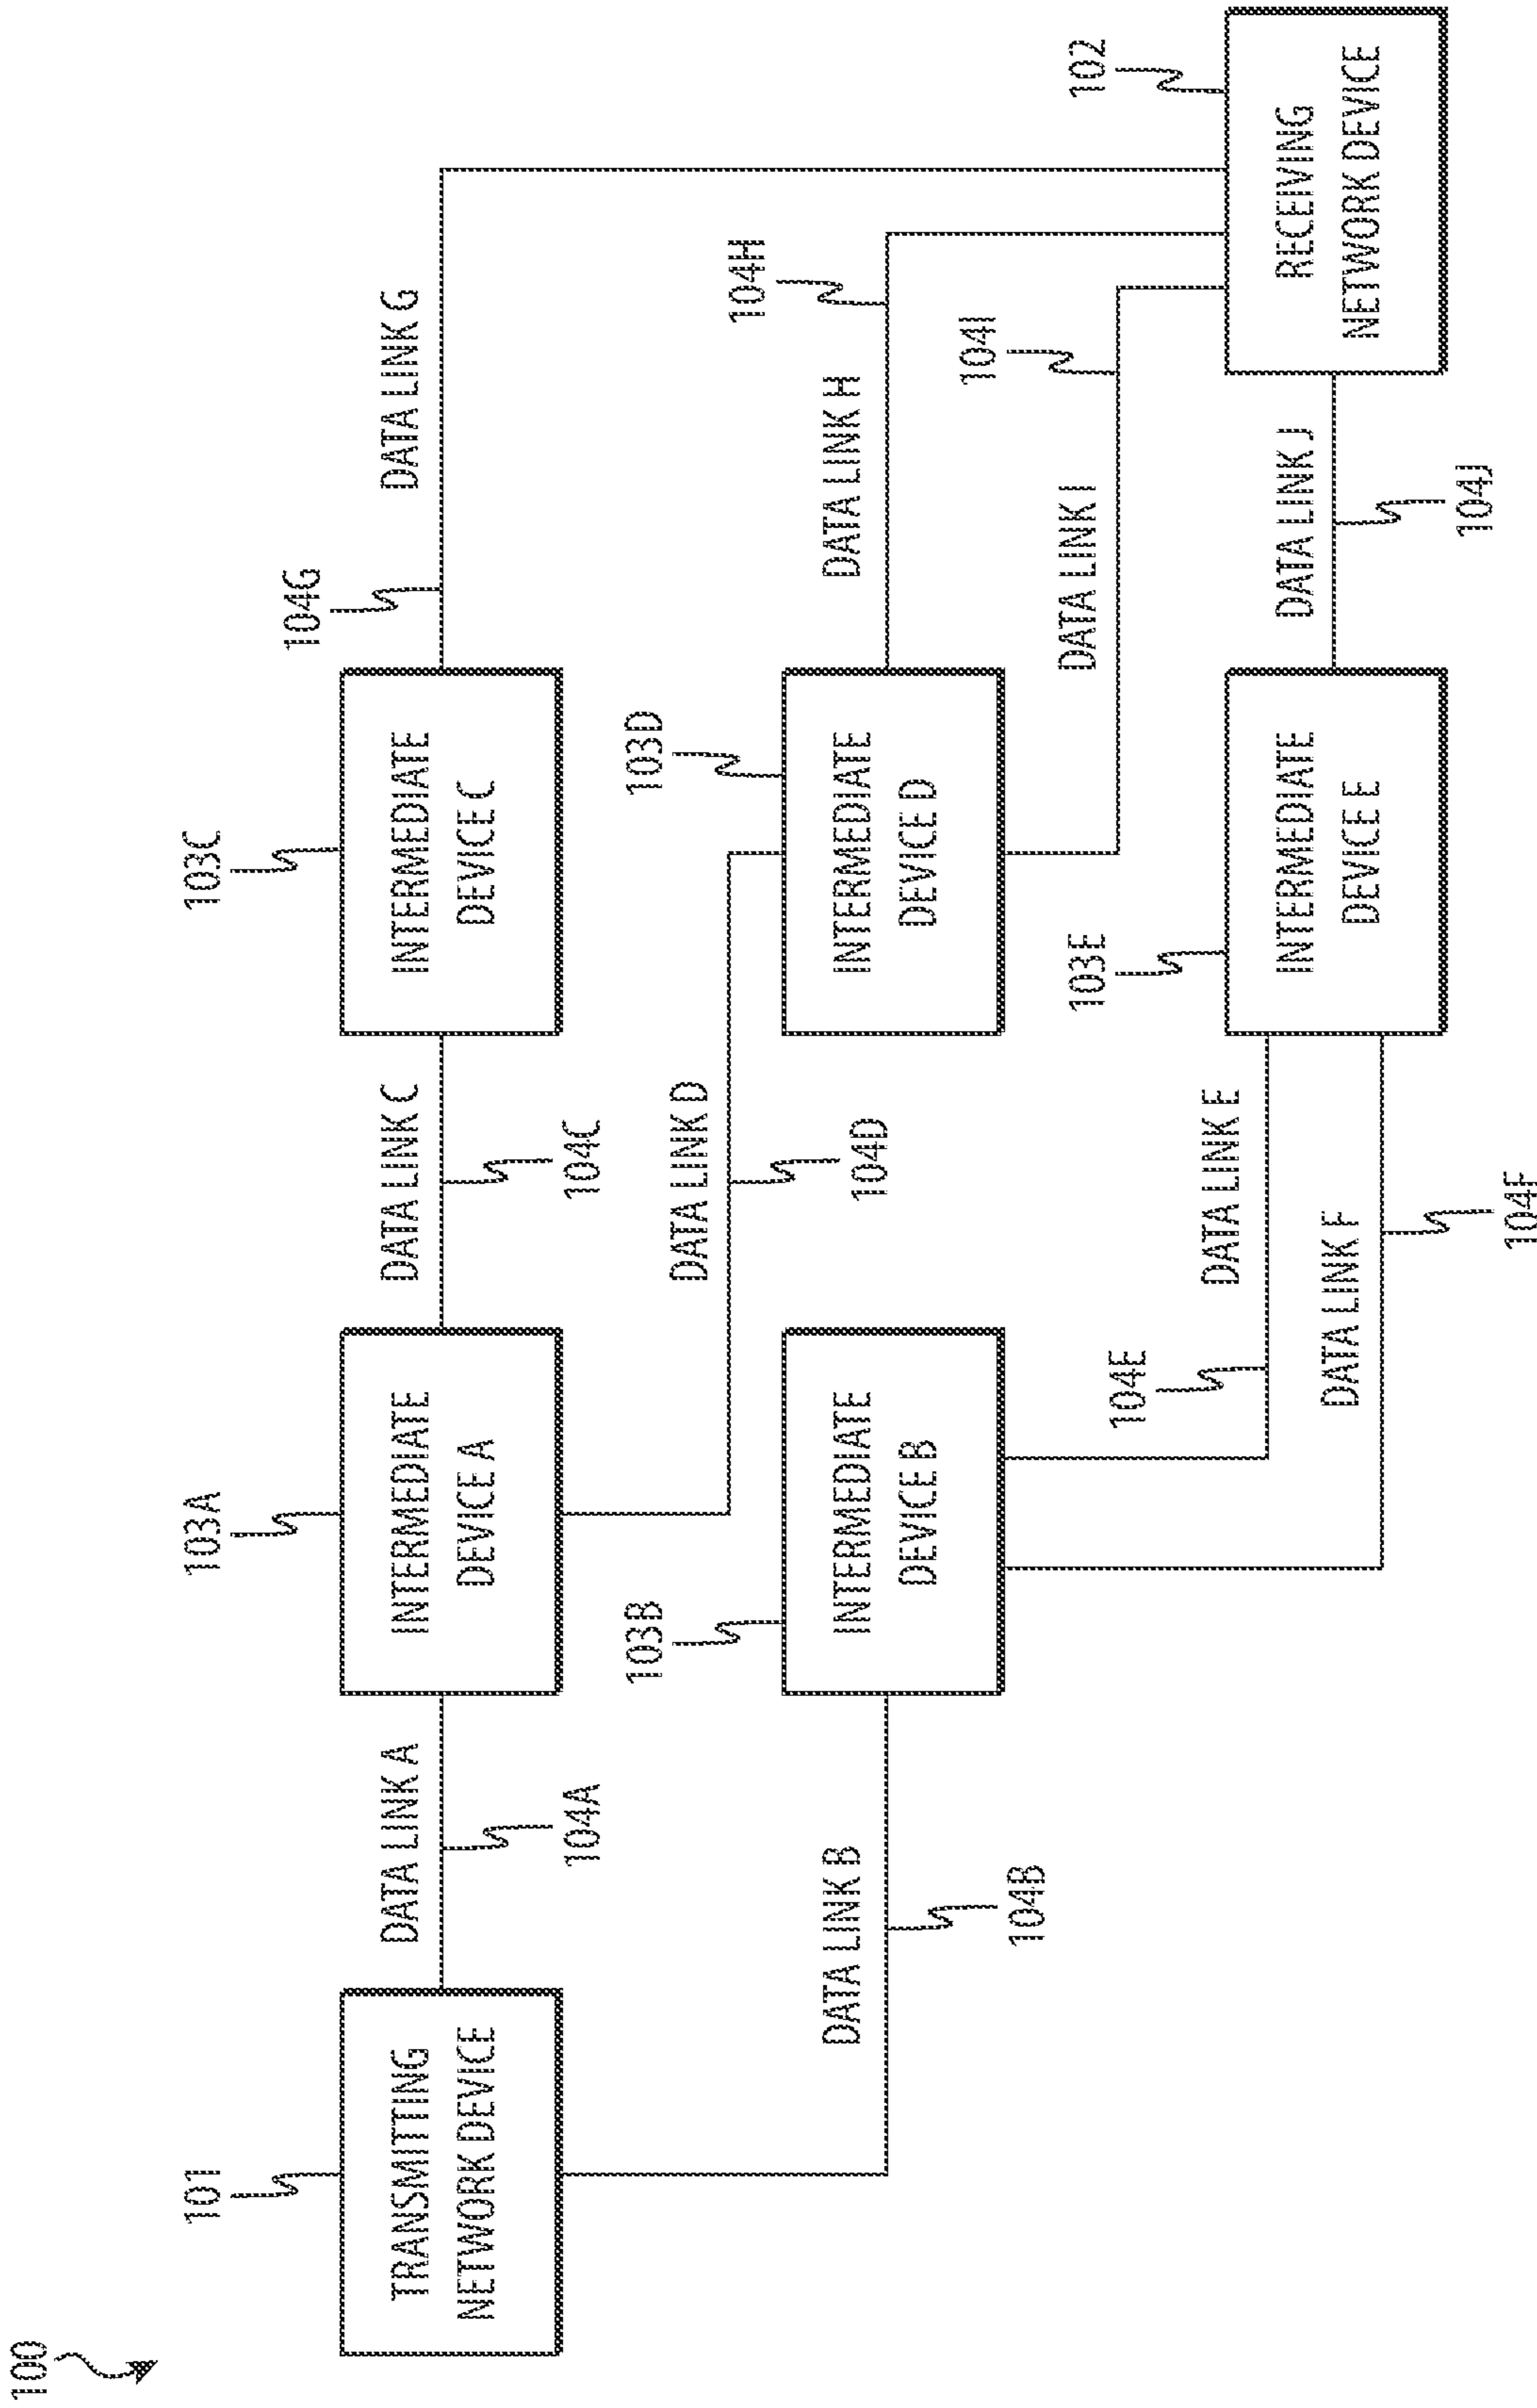 100
101
TRANSMITTING
NETWORK DEVICE
DATA LINK A
104A
DATA LINK B
104B
103A
INTERMEDIATE
DEVICE A
103B
INTERMEDIATE
DEVICE B
DATA LINK C
104C
DATA LINK D
104D
104E
DATA LINK E
DATA LINK F
104F
103C
INTERMEDIATE
DEVICE C
103D
INTERMEDIATE
DEVICE D
103E
INTERMEDIATE
DEVICE E
104G
DATA LINK G
DATA LINK H
104H
DATA LINK I
104I
DATA LINK J
104J
102
RECEIVING
NETWORK DEVICE